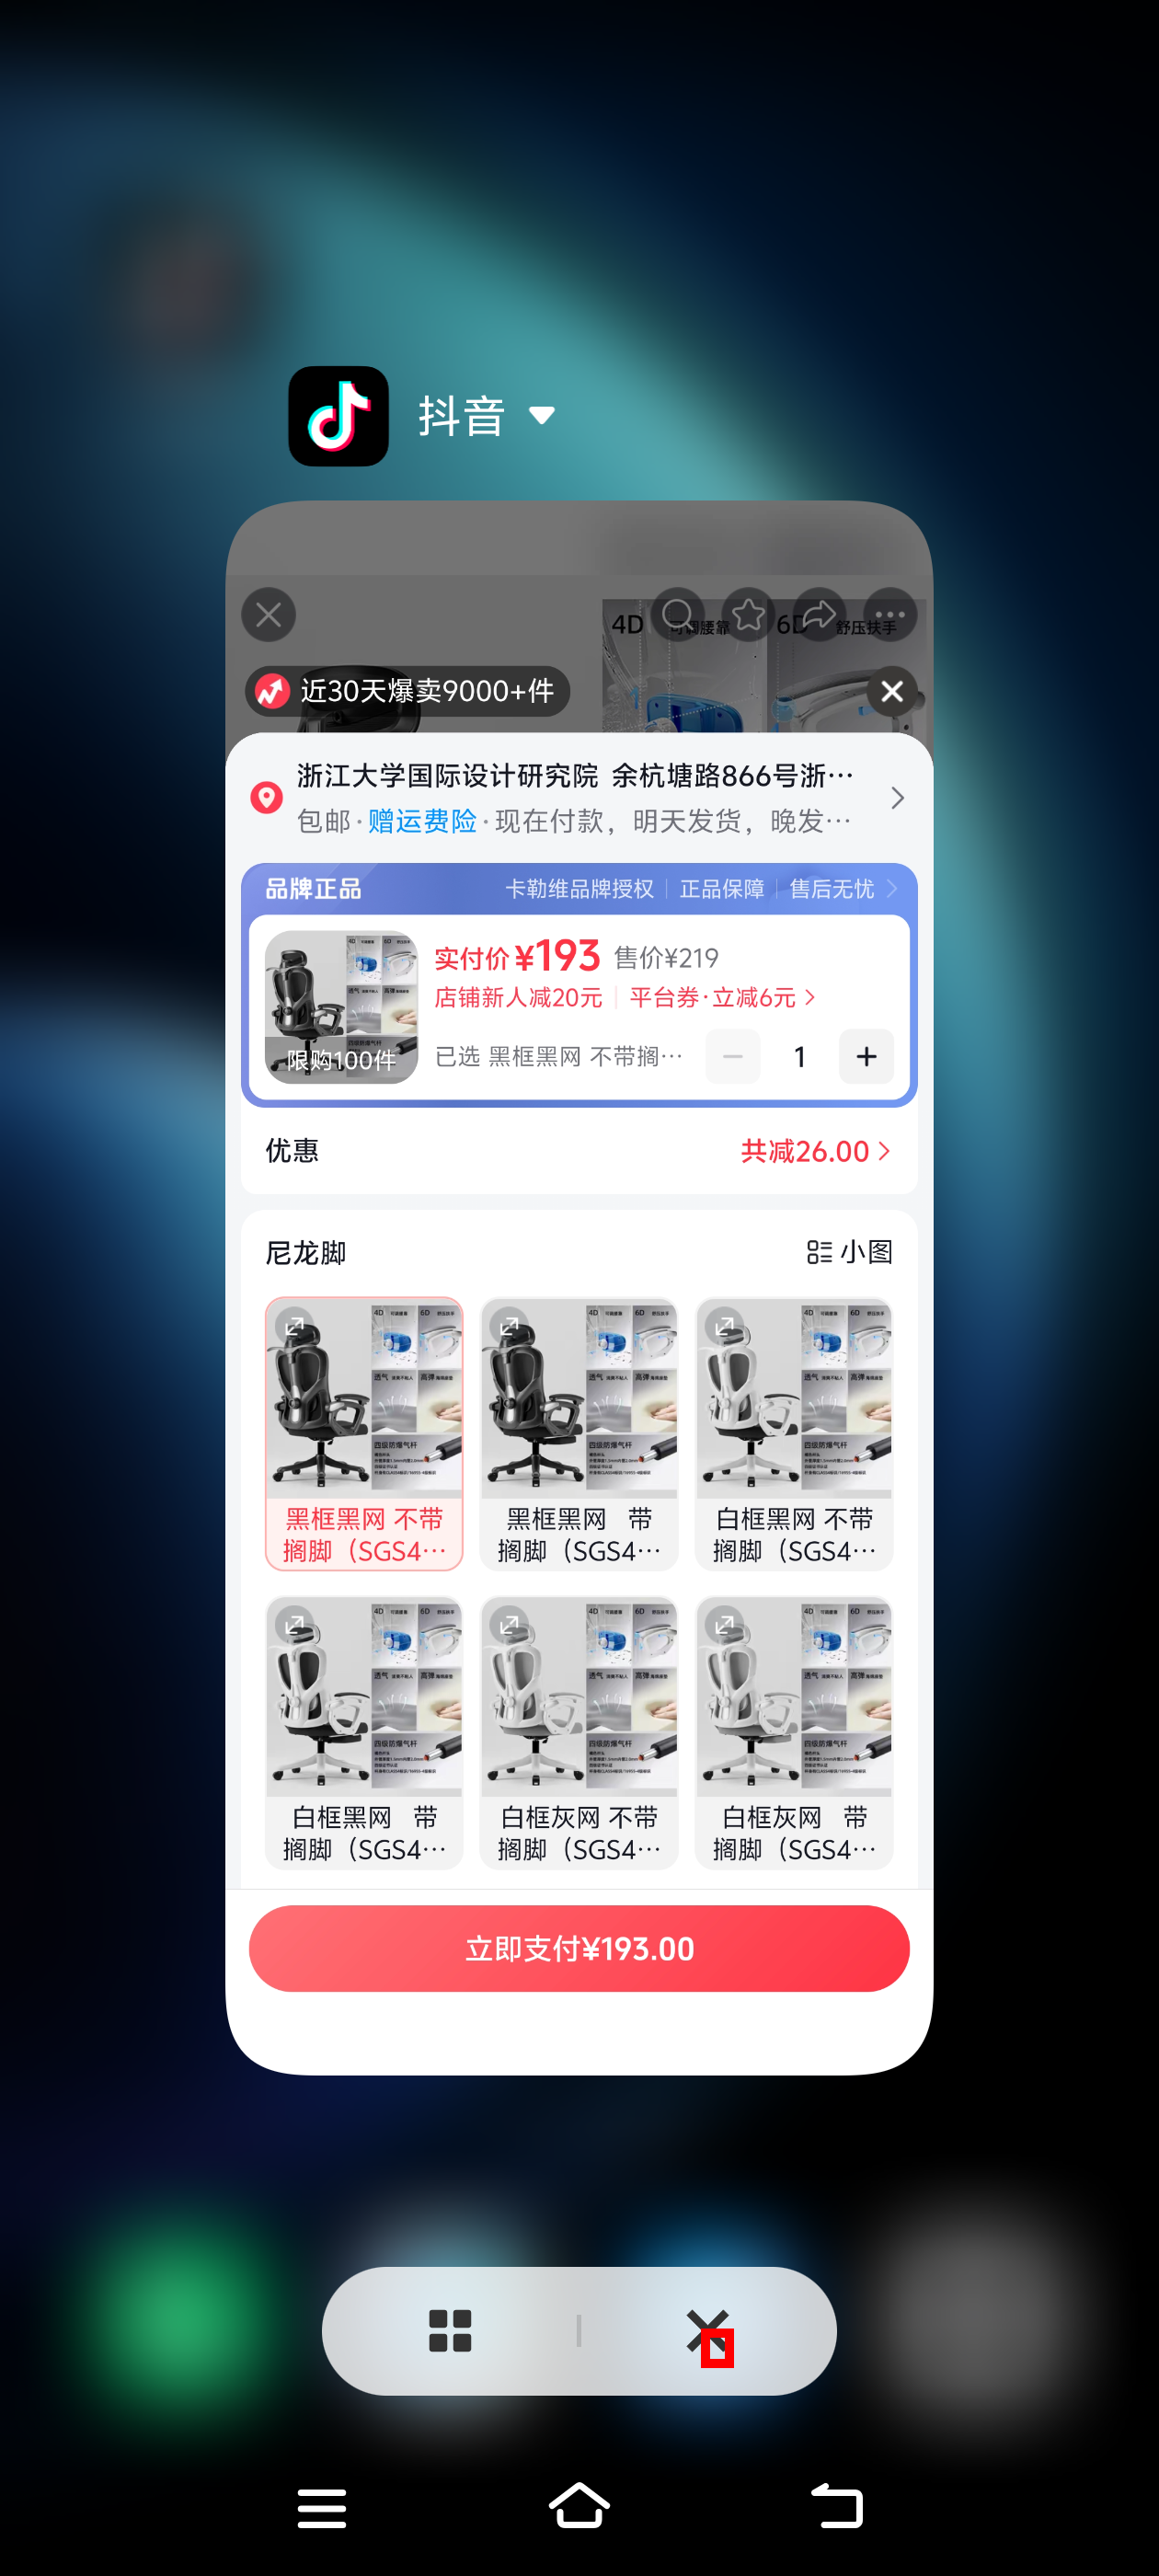 抖音
4D 可调腰靠 6D 舒压扶手
近30天爆卖9000+件
浙江大学国际设计研究院 余杭塘路866号浙…
包邮·赠运费险·现在付款，明天发货，晚发…
品牌正品 卡勒维品牌授权 正品保障 售后无忧
实付价¥193 售价¥219
店铺新人减20元 平台券·立减6元
限购100件
已选 黑框黑网 不带搁… 1
优惠 共减26.00
尼龙脚 小图
黑框黑网 不带
搁脚（SGS4…
黑框黑网 带
搁脚（SGS4…
白框黑网 不带
搁脚（SGS4…
白框黑网 带
搁脚（SGS4…
白框灰网 不带
搁脚（SGS4…
白框灰网 带
搁脚（SGS4…
立即支付¥193.00